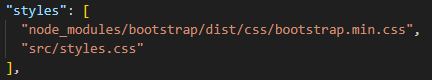 "styles": [
"node_modules/bootstrap/dist/css/bootstrap.min.css",
"src/styles.css"
],